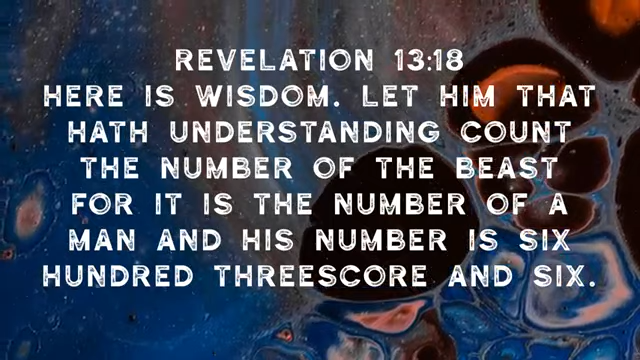 REVELATION 13:18
HERE IS WISDOM. LET HIM THAT
HATH UNDERSTANDING COUNT
THE NUMBER OF THE BEAST
FOR IT IS THE NUMBER OF A
MAN AND HIS NUMBER IS SIX
HUNDRED THREESCORE AND SIX.